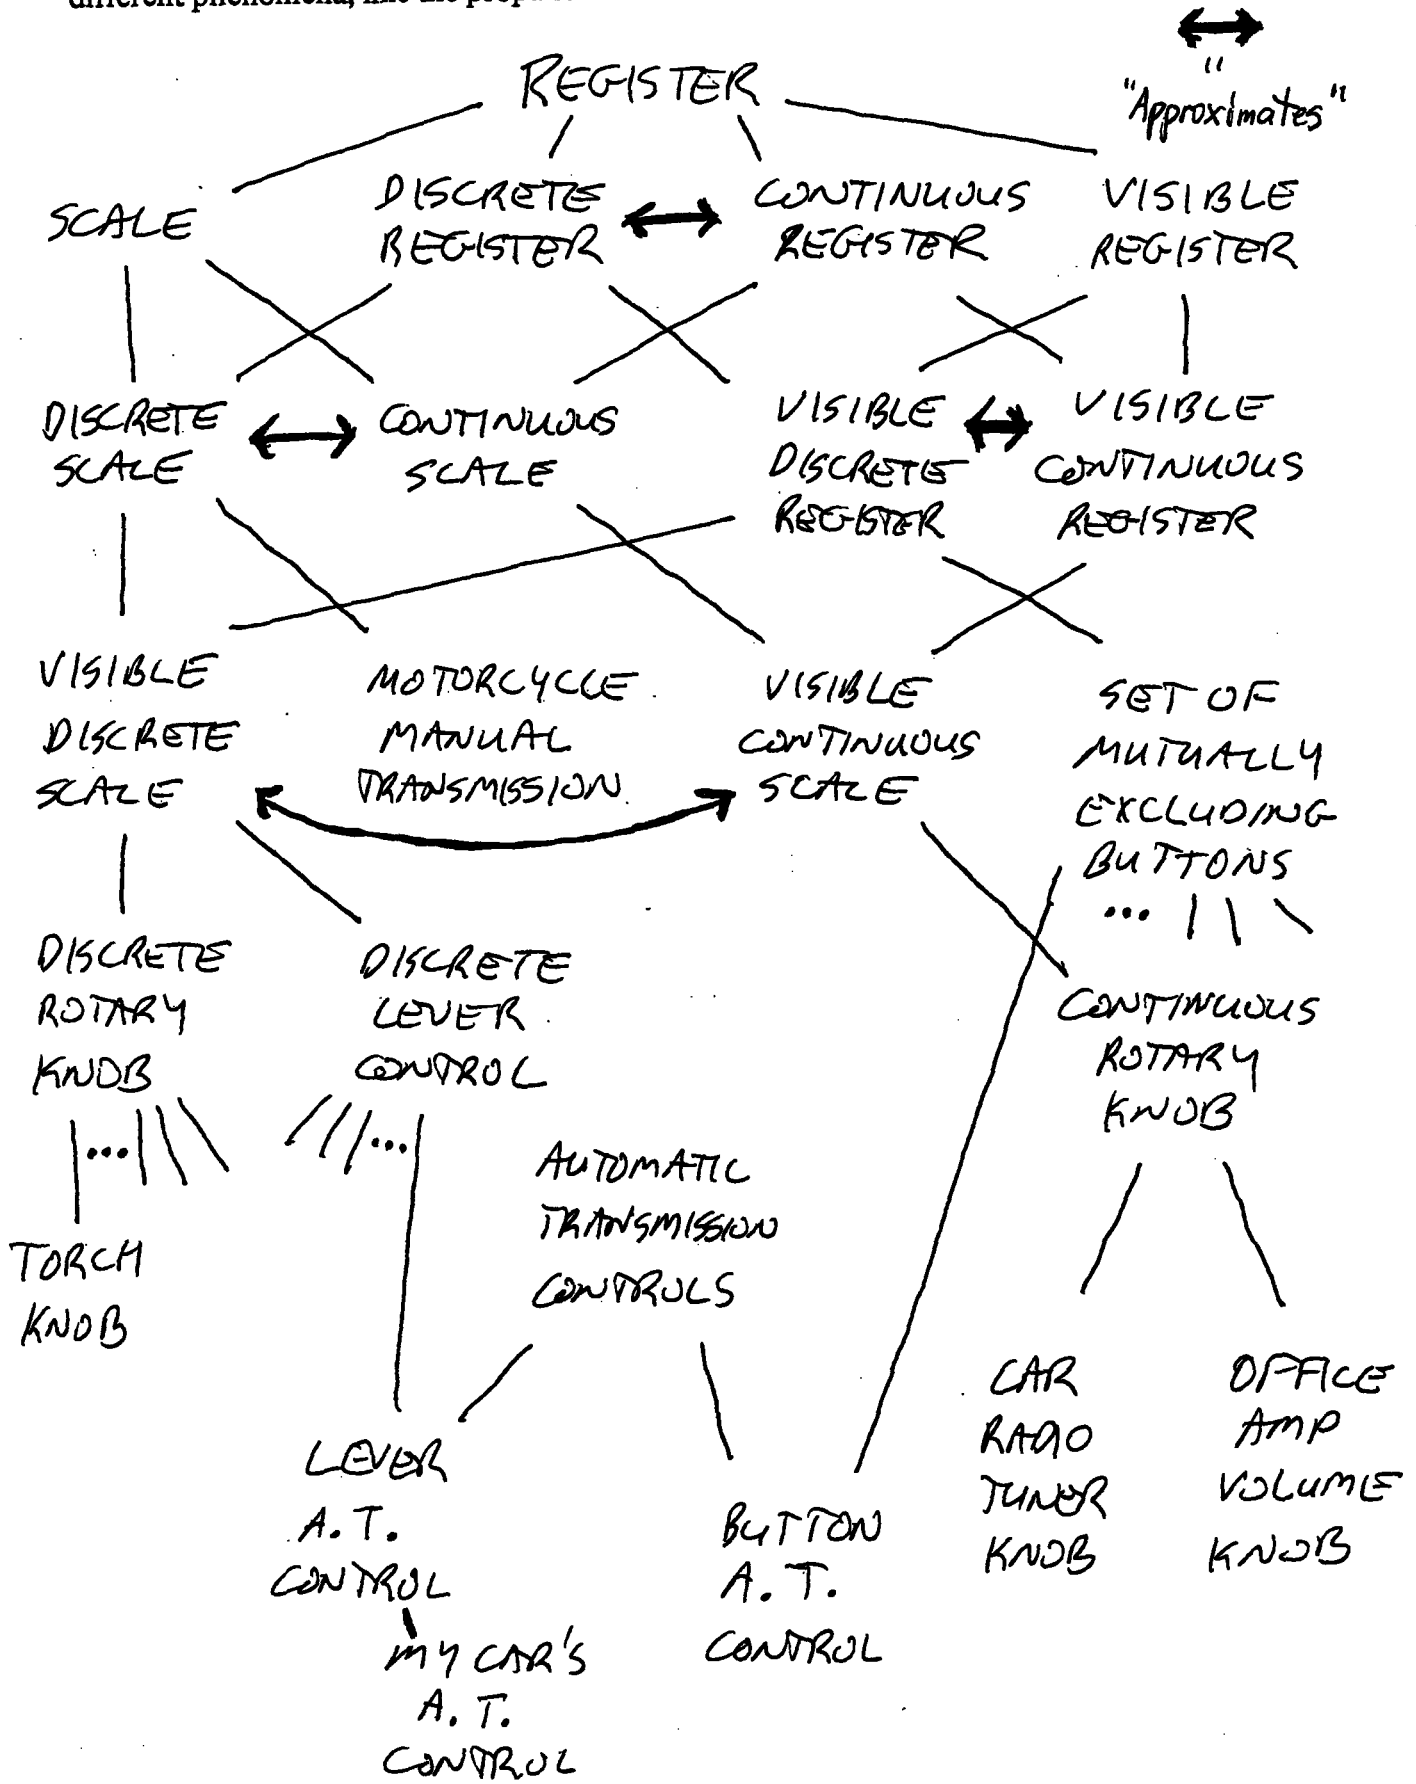 REGISTER
"
"Approximates"
SCALE
DISCRETE
REGISTER
CONTINUOUS
REGISTER
VISIBLE
REGISTER
DISCRETE
SCALE
CONTINUOUS
SCALE
VISIBLE
DISCRETE
REGISTER
VISIBLE
CONTINUOUS
REGISTER
VISIBLE
DISCRETE
SCALE
MOTORCYCLE
MANUAL
TRANSMISSION
VISIBLE
CONTINUOUS
SCALE
SET OF
MUTUALLY
EXCLUDING
BUTTONS
...
DISCRETE
ROTARY
KNOB
...
DISCRETE
LEVER
CONTROL
...
CONTINUOUS
ROTARY
KNOB
TORCH
KNOB
AUTOMATIC
TRANSMISSION
CONTROLS
LEVER
A. T.
CONTROL
MY CAR'S
A. T.
CONTROL
BUTTON
A. T.
CONTROL
CAR
RADIO
TUNER
KNOB
OFFICE
AMP
VOLUME
KNOB